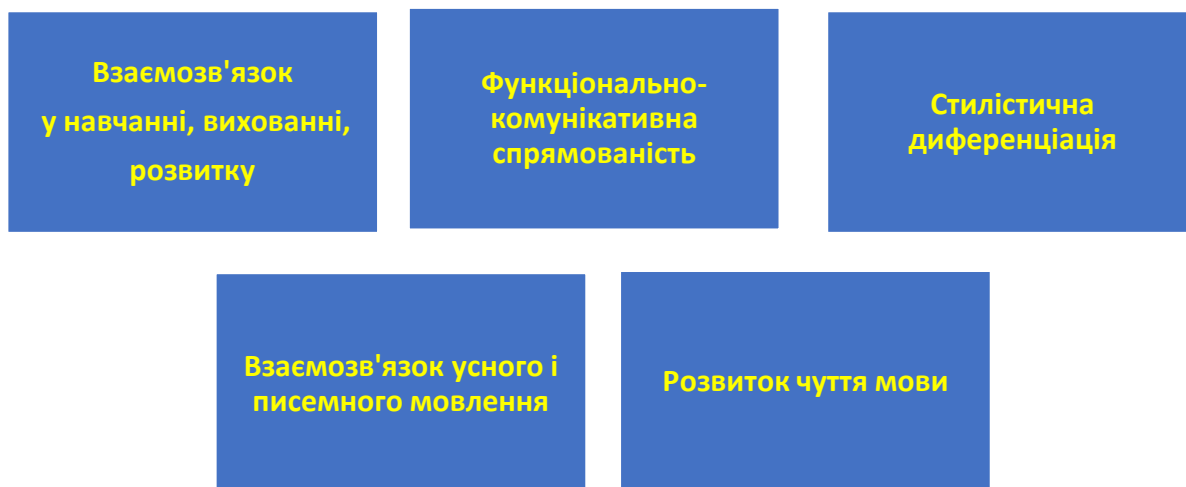 Взаємозв'язок
у навчанні, вихованні,
розвитку
Функціонально-
комунікативна
спрямованість
Стилістична
диференціація
Взаємозв'язок усного і
писемного мовлення
Розвиток чуття мови